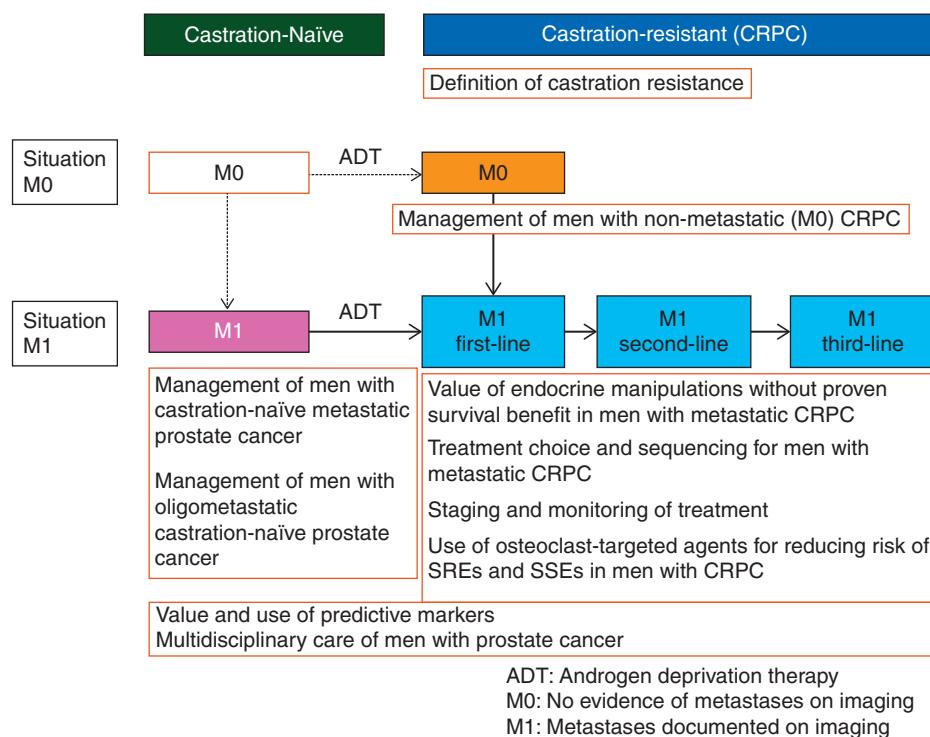 Castration-Naïve
Castration-resistant (CRPC)
Definition of castration resistance
Situation
M0
M0
ADT
M0
Management of men with non-metastatic (M0) CRPC
Situation
M1
M1
ADT
M1
first-line
M1
second-line
M1
third-line
Management of men with
castration-naïve metastatic
prostate cancer
Management of men with
oligometastatic
castration-naïve prostate
cancer
Value of endocrine manipulations without proven
survival benefit in men with metastatic CRPC
Treatment choice and sequencing for men with
metastatic CRPC
Staging and monitoring of treatment
Use of osteoclast-targeted agents for reducing risk of
SREs and SSEs in men with CRPC
Value and use of predictive markers
Multidisciplinary care of men with prostate cancer
ADT: Androgen deprivation therapy
M0: No evidence of metastases on imaging
M1: Metastases documented on imaging